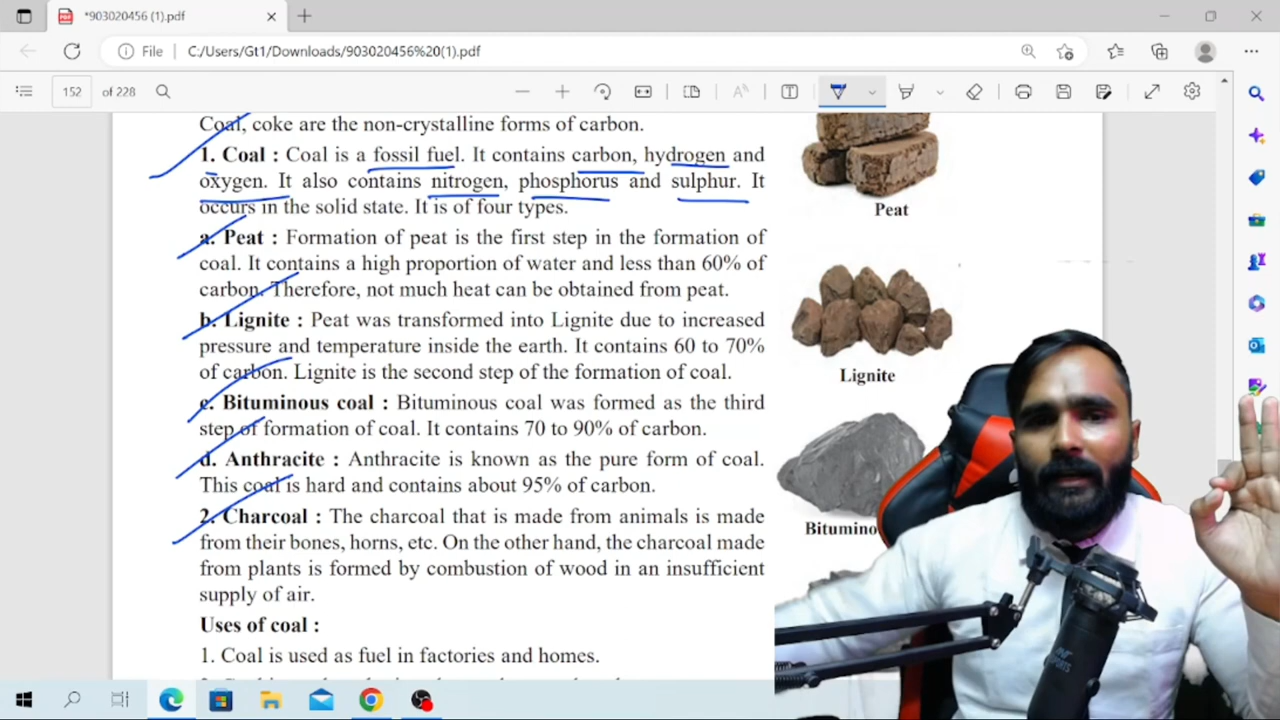 *903020456 (1).pdf
File
C:/Users/Gt1/Downloads/903020456%20(1).pdf
152 of 228
Coal, coke are the non-crystalline forms of carbon.
1. Coal : Coal is a fossil fuel. It contains carbon, hydrogen and
oxygen. It also contains nitrogen, phosphorus and sulphur. It
occurs in the solid state. It is of four types.
a. Peat : Formation of peat is the first step in the formation of
coal. It contains a high proportion of water and less than 60% of
carbon. Therefore, not much heat can be obtained from peat.
b. Lignite : Peat was transformed into Lignite due to increased
pressure and temperature inside the earth. It contains 60 to 70%
of carbon. Lignite is the second step of the formation of coal.
c. Bituminous coal : Bituminous coal was formed as the third
step of formation of coal. It contains 70 to 90% of carbon.
d. Anthracite : Anthracite is known as the pure form of coal.
This coal is hard and contains about 95% of carbon.
2. Charcoal : The charcoal that is made from animals is made
from their bones, horns, etc. On the other hand, the charcoal made
from plants is formed by combustion of wood in an insufficient
supply of air.
Uses of coal :
1. Coal is used as fuel in factories and homes.
Peat
Lignite
Bitumino